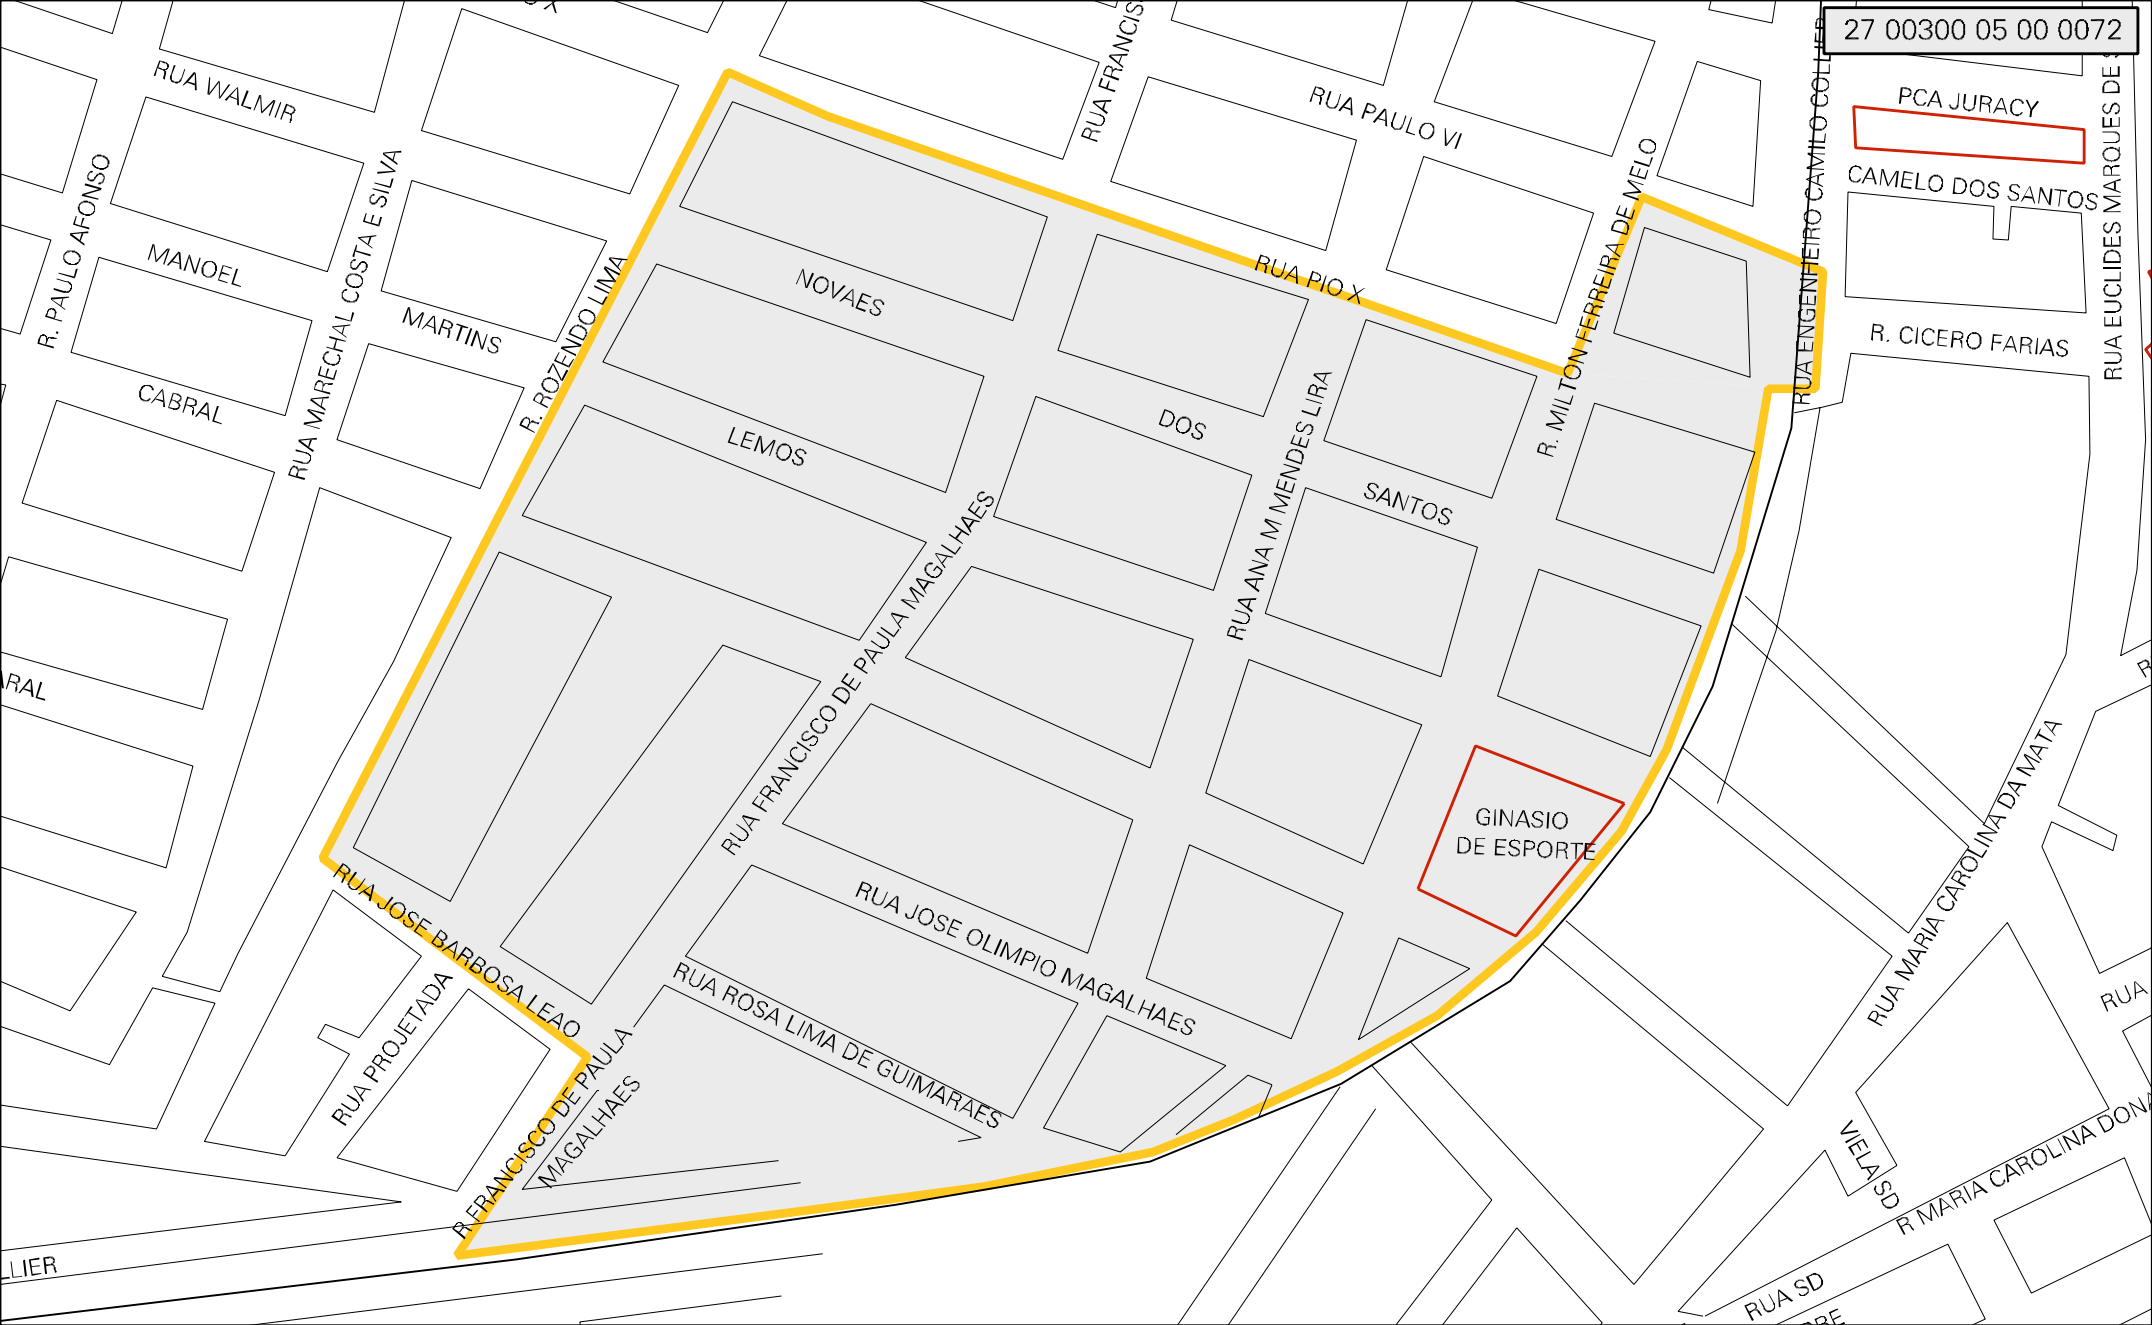 27 00300 05 00 0072
RUA WALMIR
RUA FRANCIS
RUA PAULO VI
PCA JURACY
CAMELO DOS SANTOS
RUA EUCLIDES MARQUES DE S
RUA ENGENHEIRO CAMILO COLLIER
R. PAULO AFONSO
MANOEL
RUA MARECHAL COSTA E SILVA
MARTINS
R. ROZENDO LIMA
NOVAES
RUA PIO X
R. MILTON FERREIRA DE MELO
R. CICERO FARIAS
CABRAL
LEMOS
DOS
RUA ANA M MENDES LIRA
SANTOS
RUA FRANCISCO DE PAULA MAGALHAES
RAL
GINASIO
DE ESPORTE
RUA MARIA CAROLINA DA MATA
RUA JOSE BARBOSA LEAO
RUA JOSE OLIMPIO MAGALHAES
RUA ROSA LIMA DE GUIMARAES
RUA PROJETADA
R.FRANCISCO DE PAULA
MAGALHAES
RUA
VIELA SD
R MARIA CAROLINA DONA
LLIER
RUA SD